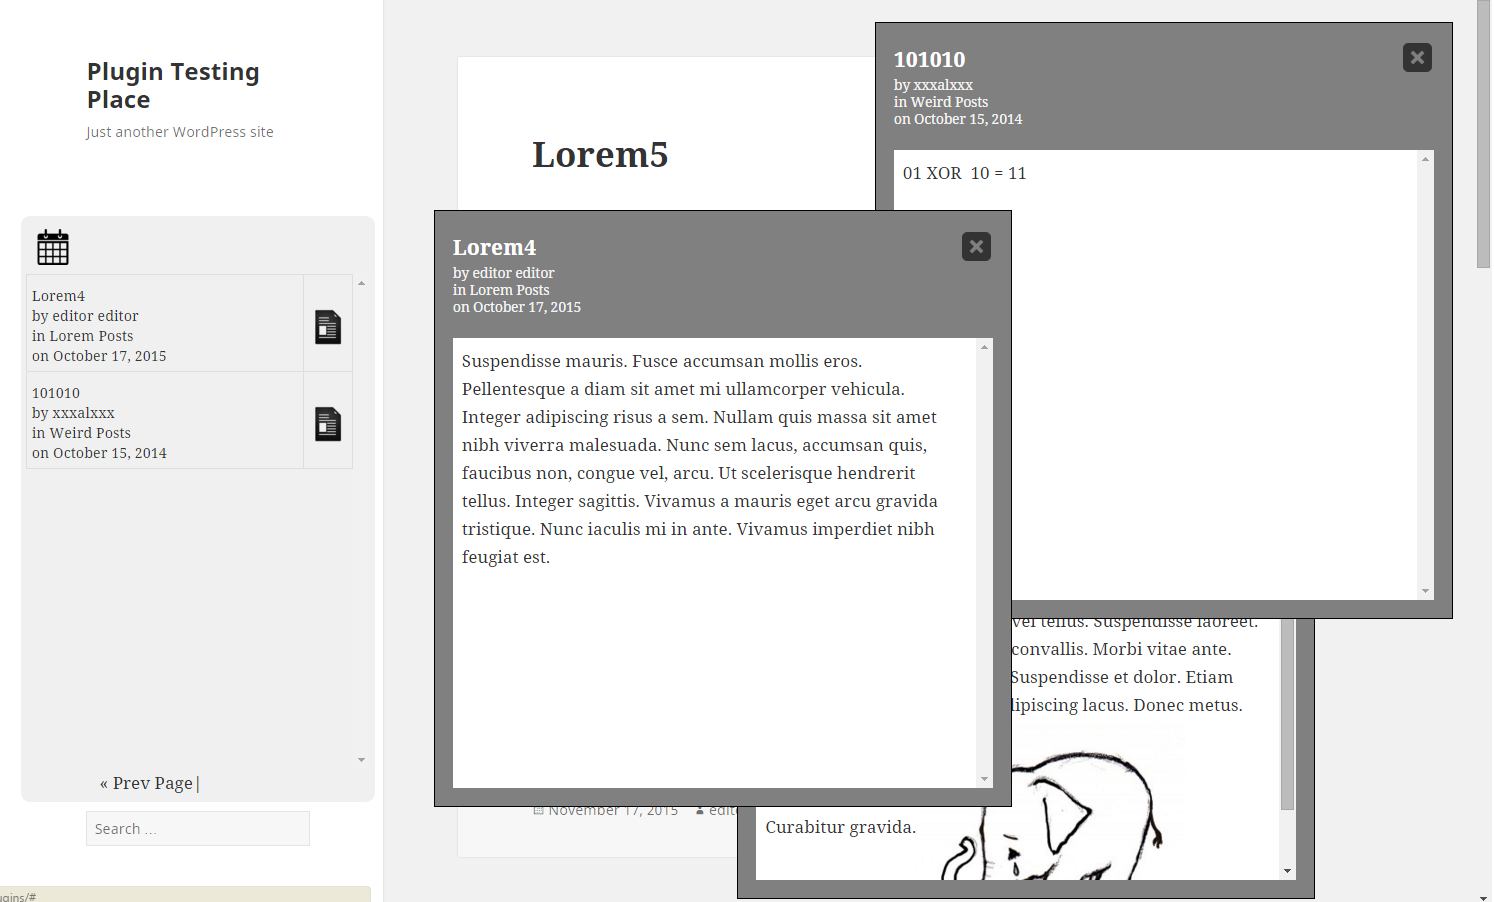 Plugin Testing
Place
Just another WordPress site
Lorem4
by editor editor
in Lorem Posts
on October 17, 2015
101010
by xxxalxxx
in Weird Posts
on October 15, 2014
« Prev Page|
Search ...
Lorem5
101010
by xxxalxxx
in Weird Posts
on October 15, 2014
01 XOR  10 = 11
Lorem4
by editor editor
in Lorem Posts
on October 17, 2015
Suspendisse mauris. Fusce accumsan mollis eros.
Pellentesque a diam sit amet mi ullamcorper vehicula.
Integer adipiscing risus a sem. Nullam quis massa sit amet
nibh viverra malesuada. Nunc sem lacus, accumsan quis,
faucibus non, congue vel, arcu. Ut scelerisque hendrerit
tellus. Integer sagittis. Vivamus a mauris eget arcu gravida
tristique. Nunc iaculis mi in ante. Vivamus imperdiet nibh
feugiat est.
vel tellus. Suspendisse laoreet.
convallis. Morbi vitae ante.
Suspendisse et dolor. Etiam
lacus. Donec metus.
Curabitur gravida.
November 17, 2015